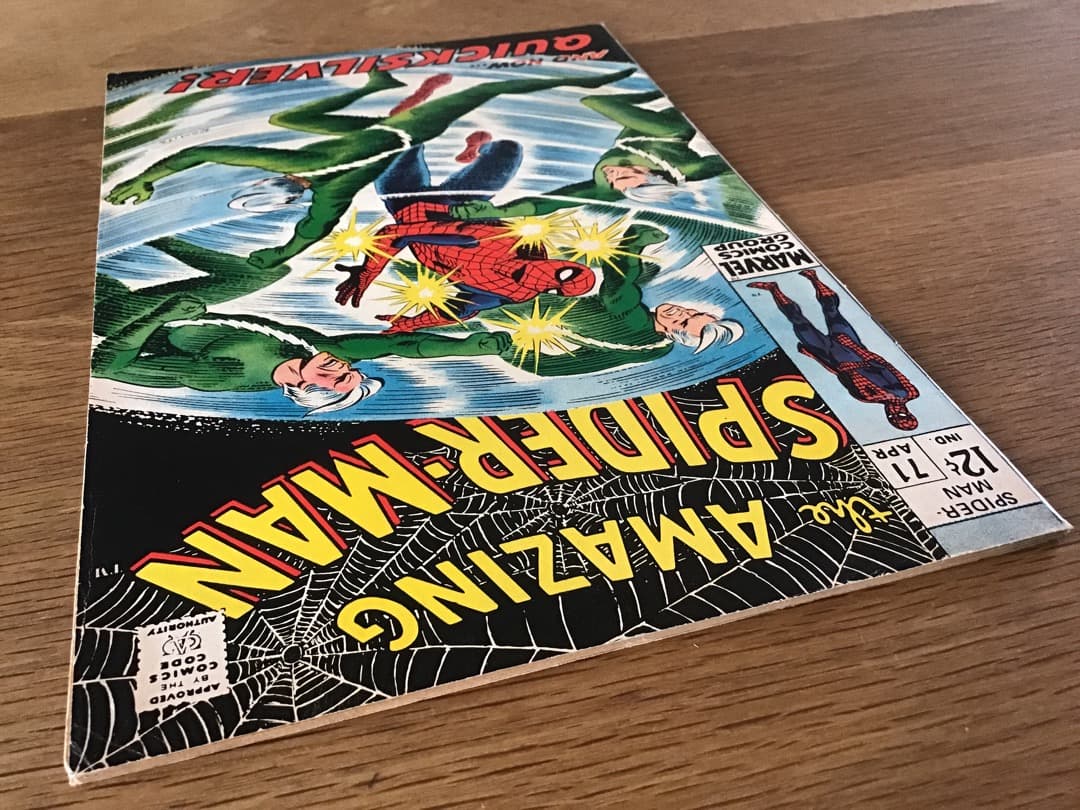 SPIDER-
MAN
12¢
71
APR
IND.
MARVEL
COMICS
GROUP
the AMAZING
SPIDER-MAN
APPROVED
BY THE
COMICS
CODE
AUTHORITY
AND NOW...
QUICKSILVER!